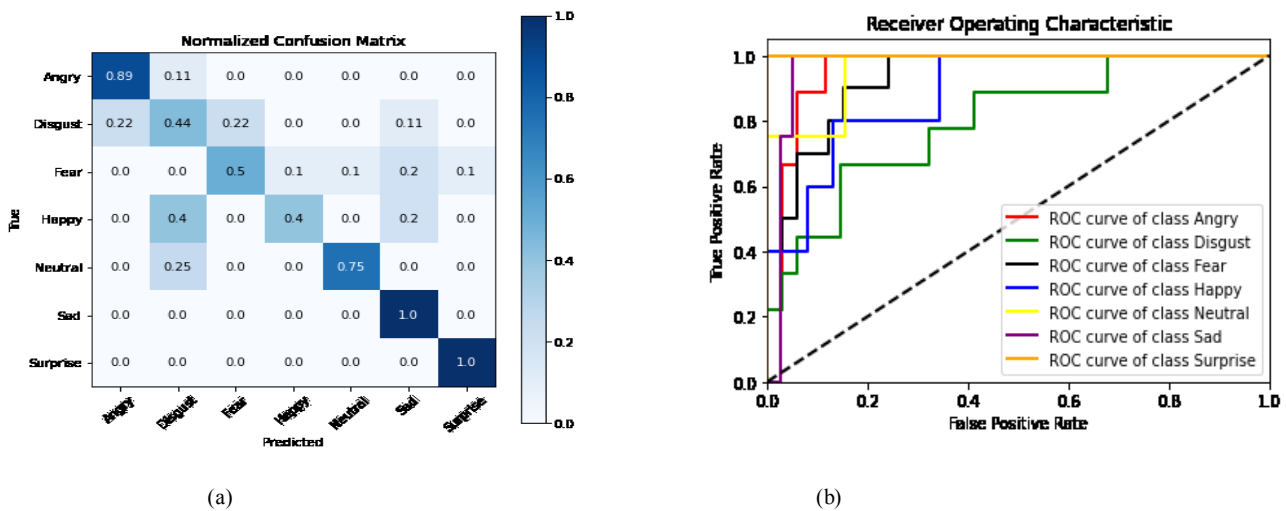 Normalized Confusion Matrix
Angry 0.89 0.11 0.0 0.0 0.0 0.0 0.0
Disgust 0.22 0.44 0.22 0.0 0.0 0.11 0.0
Fear 0.0 0.0 0.5 0.1 0.1 0.2 0.1
Happy 0.0 0.4 0.0 0.4 0.0 0.2 0.0
Neutral 0.0 0.25 0.0 0.0 0.75 0.0 0.0
Sad 0.0 0.0 0.0 0.0 0.0 1.0 0.0
Surprise 0.0 0.0 0.0 0.0 0.0 0.0 1.0
True
Angry Disgust Fear Happy Neutral Sad Surprise
Predicted
1.0
0.8
0.6
0.4
0.2
0.0
(a)
Receiver Operating Characteristic
1.0
0.8
0.6
0.4
0.2
0.0
True Positive Rate
ROC curve of class Angry
ROC curve of class Disgust
ROC curve of class Fear
ROC curve of class Happy
ROC curve of class Neutral
ROC curve of class Sad
ROC curve of class Surprise
0.0 0.2 0.4 0.6 0.8 1.0
False Positive Rate
(b)